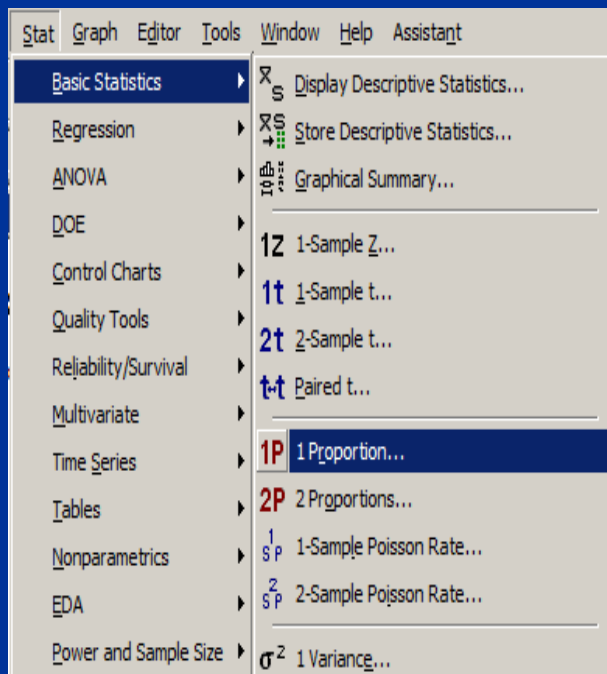 Stat Graph Editor Tools Window Help Assistant
Basic Statistics
Regression
ANOVA
DOE
Control Charts
Quality Tools
Reliability/Survival
Multivariate
Time Series
Tables
Nonparametrics
EDA
Power and Sample Size
X̄ S Display Descriptive Statistics...
X̄ S Store Descriptive Statistics...
Graphical Summary...
1Z 1-Sample Z...
1t 1-Sample t...
2t 2-Sample t...
t-t Paired t...
1P 1 Proportion...
2P 2 Proportions...
1 S P 1-Sample Poisson Rate...
2 S P 2-Sample Poisson Rate...
σ² 1 Variance...